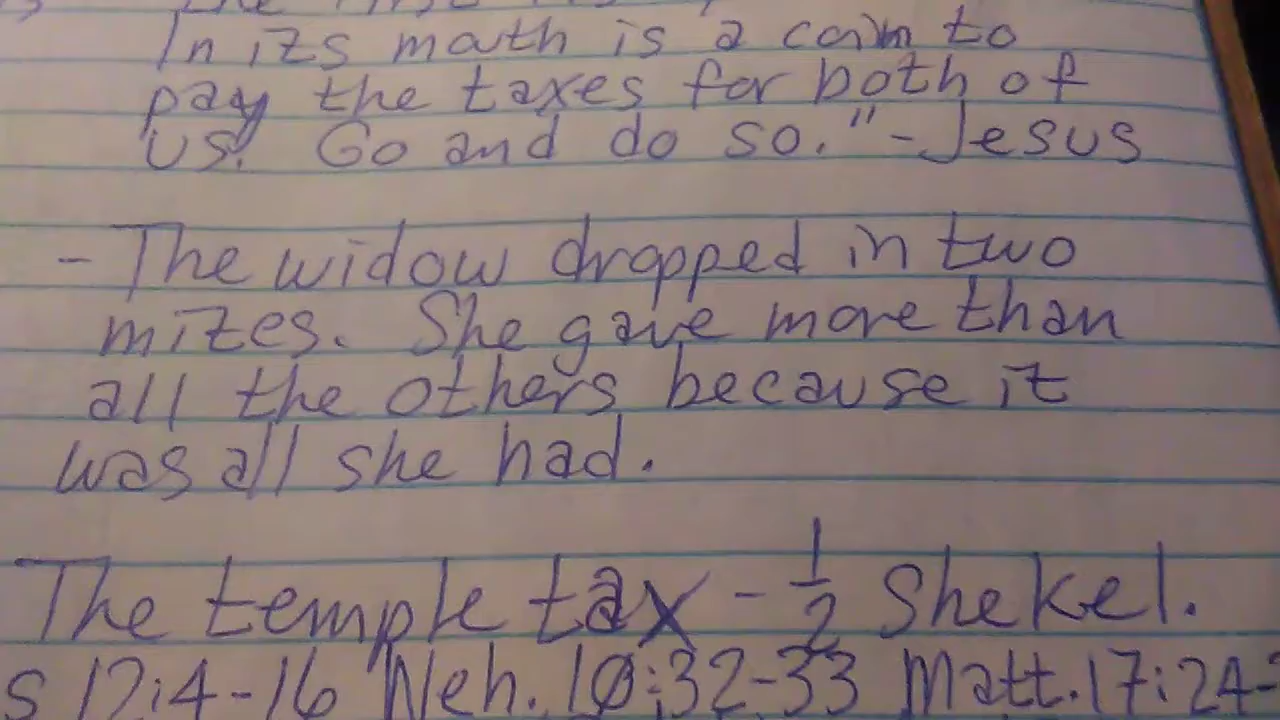 In its math is a coin to
pay the taxes for both of
us. Go and do so." - Jesus
- The widow dropped in two
mites. She gave more than
all the others because it
was all she had.
The temple tax - 1/2 Shekel.
s 12:4-16 Neh. 10:32-33 Matt. 17:24-